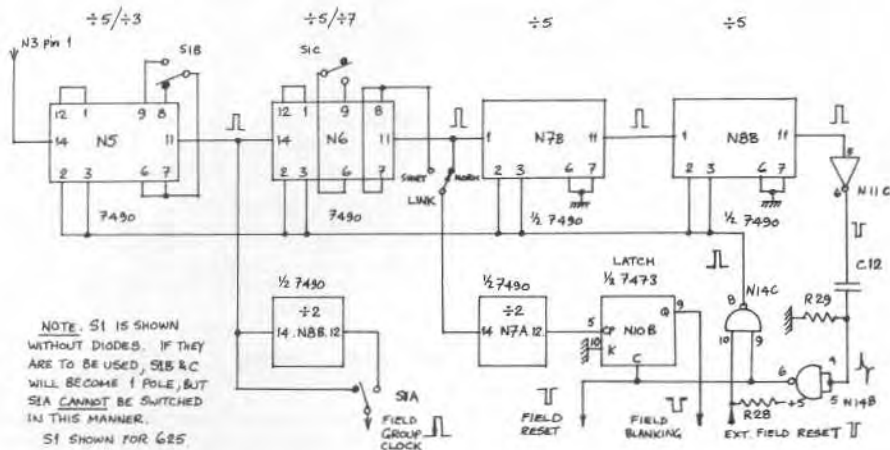 ÷5/÷3
÷5/÷7
÷5
÷5
N3 pin 1
S1B
S1C
12 1 9 8
14 N5 11
2 3 6 7
7490
12 1 9 8
14 N6 11
2 3 6 7
7490
1 N7B 11
2 3 6 7
½ 7490
1 N8B 11
2 3 6 7
½ 7490
5
6
N11C
C12
SHORT
NORM
LINK
½ 7490
÷2
14 N8B 12
½ 7490
÷2
14 N7A 12
LATCH
½ 7473
Q 9
5 CP N10B
10 K
C
8 N14C
10 9
R29
4
6
5
N14B
R28
+5
S1A
FIELD
GROUP
CLOCK
FIELD
RESET
FIELD
BLANKING
EXT. FIELD RESET
NOTE. S1 IS SHOWN
WITHOUT DIODES. IF THEY
ARE TO BE USED, S1B & C
WILL BECOME 1 POLE, BUT
S1A CANNOT BE SWITCHED
IN THIS MANNER.
S1 SHOWN FOR 625.